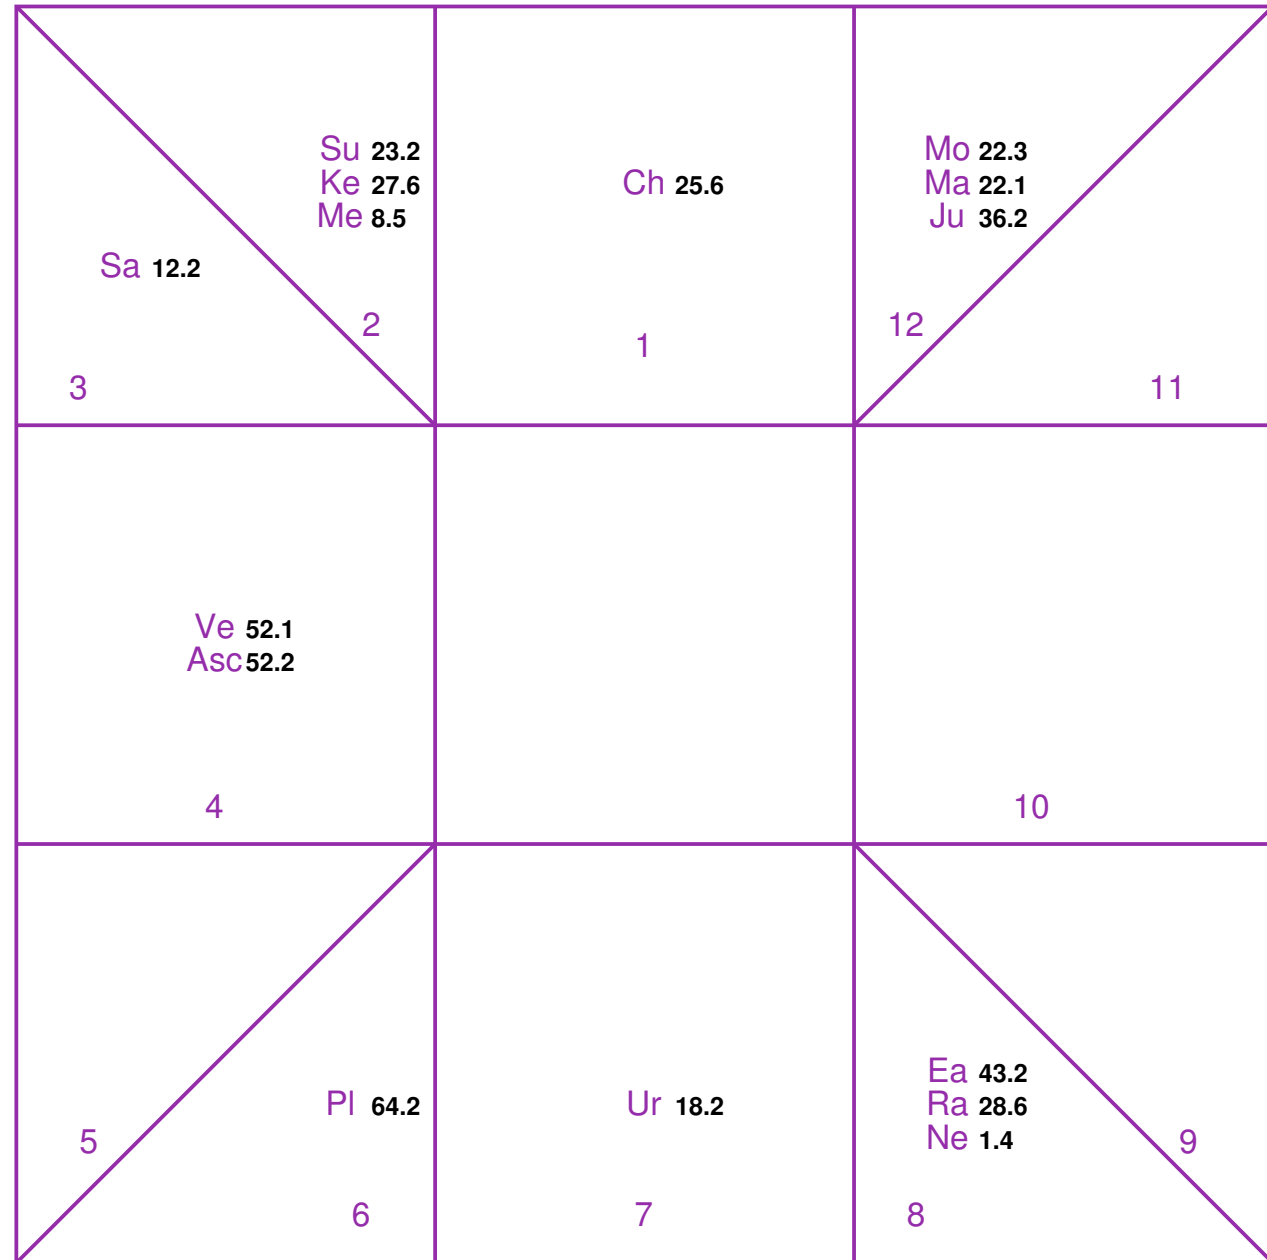 Su 23.2
Ke 27.6
Me 8.5
Ch 25.6
Mo 22.3
Ma 22.1
Ju 36.2
Sa 12.2
2
1
12
3
11
Ve 52.1
Asc 52.2
4
10
Pl 64.2
Ur 18.2
Ea 43.2
Ra 28.6
Ne 1.4
5
9
6
7
8